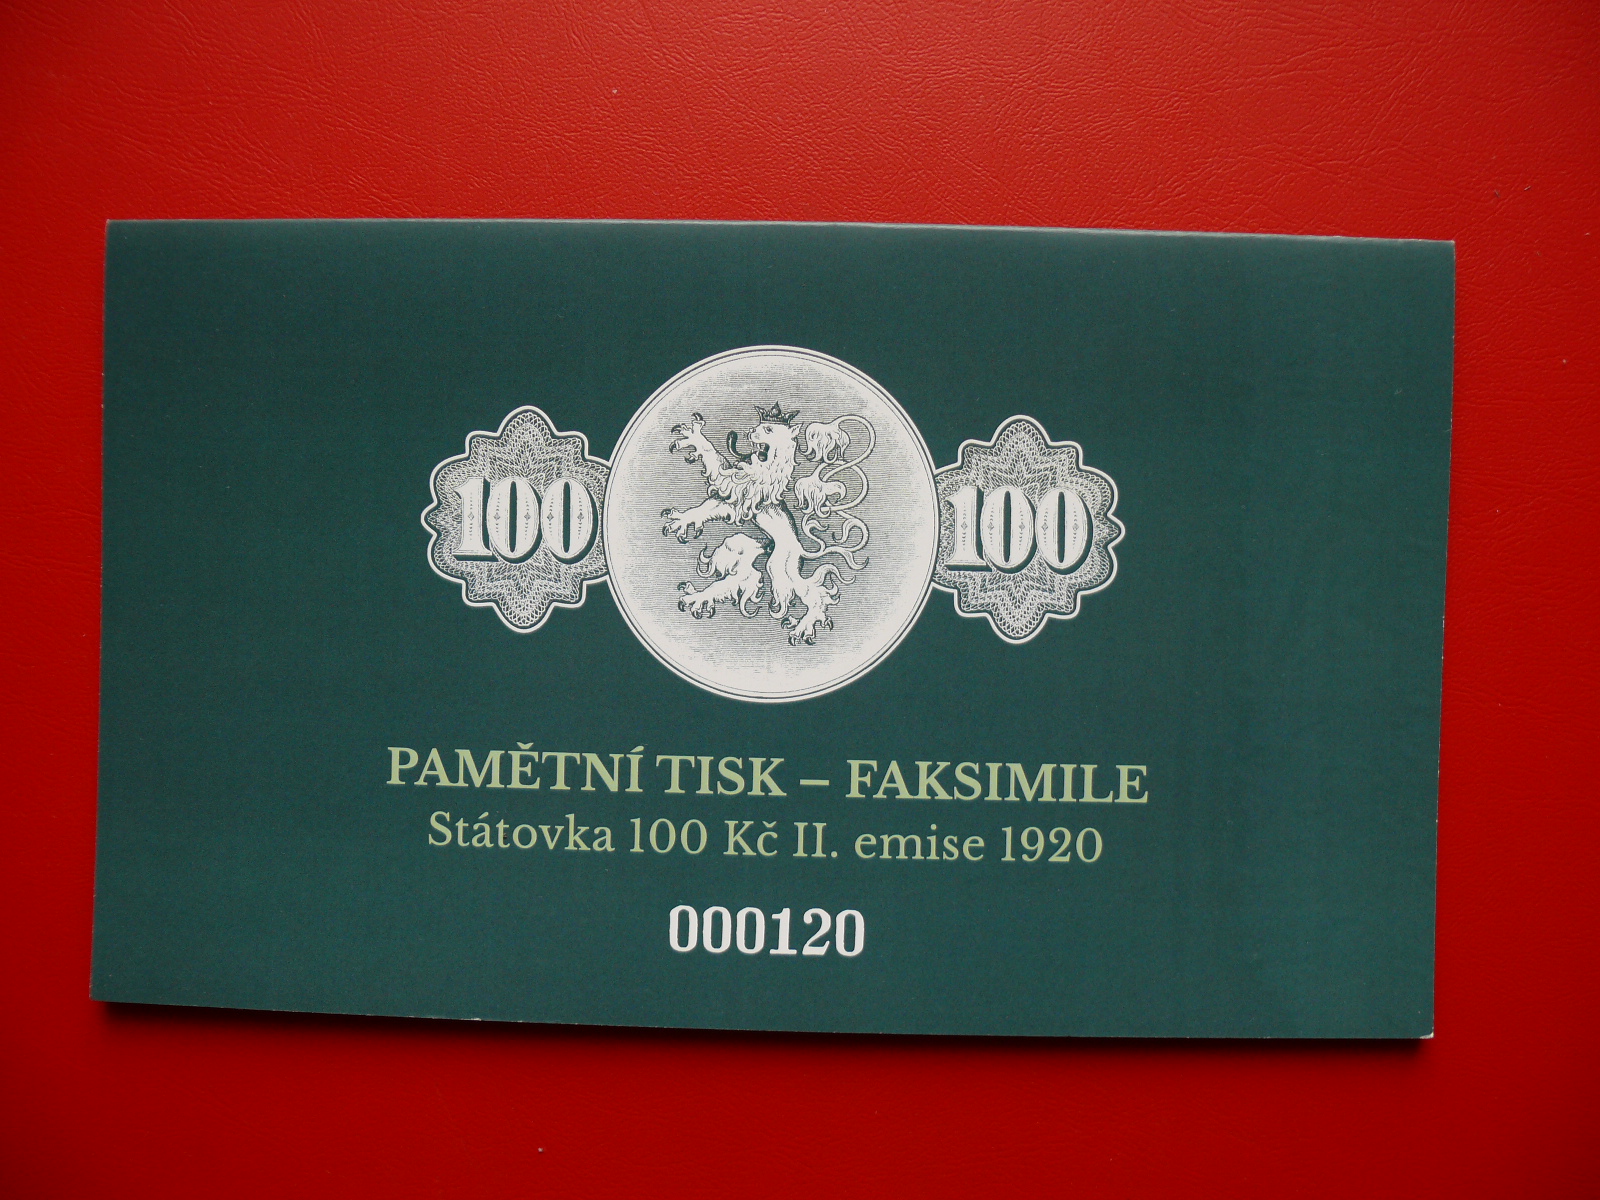 100 100
PAMĚTNÍ TISK – FAKSIMILE
Státovka 100 Kč II. emise 1920
000120